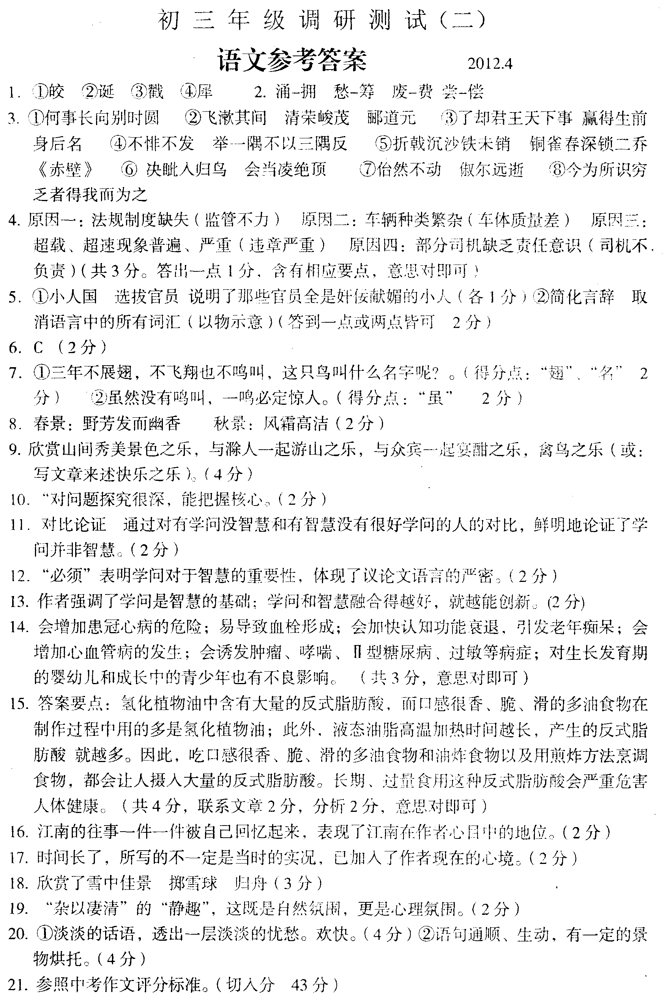 初三年级调研测试(二)
语文参考答案 2012.4
1. ①皎 ②诞 ③戳 ④犀 2. 涌-拥 愁-筹 废-费 尝-偿
3. ①何事长向别时圆 ②飞漱其间 清荣峻茂 郦道元 ③了却君王天下事 赢得生前
身后名 ④不悱不发 举一隅不以三隅反 ⑤折戟沉沙铁未销 铜雀春深锁二乔
《赤壁》 ⑥ 决眦入归鸟 会当凌绝顶 ⑦佁然不动 俶尔远逝 ⑧今为所识穷
乏者得我而为之
4. 原因一：法规制度缺失(监管不力) 原因二：车辆种类繁杂(车体质量差) 原因三：
超载、超速现象普遍、严重(违章严重) 原因四：部分司机缺乏责任意识(司机不
负责)(共3分。答出一点1分，含有相应要点，意思对即可)
5. ①小人国 选拔官员 说明了那些官员全是奸佞献媚的小人(各1分)②简化言辞 取
消语言中的所有词汇(以物示意)(答到一点或两点皆可 2分)
6. C (2分)
7. ①三年不展翅，不飞翔也不鸣叫，这只鸟叫什么名字呢？。(得分点：“翅”、“名” 2
分) ②虽然没有鸣叫，一鸣必定惊人。(得分点：“虽” 2分)
8. 春景：野芳发而幽香 秋景：风霜高洁(2分)
9. 欣赏山间秀美景色之乐，与滁人一起游山之乐，与众宾一起宴酣之乐，禽鸟之乐(或：
写文章来述快乐之乐)。(4分)
10. “对问题探究很深，能把握核心。(2分)
11. 对比论证 通过对有学问没智慧和有智慧没有很好学问的人的对比，鲜明地论证了学
问并非智慧。(2分)
12. “必须”表明学问对于智慧的重要性，体现了议论文语言的严密。(2分)
13. 作者强调了学问是智慧的基础；学问和智慧融合得越好，就越能创新。(2分)
14. 会增加患冠心病的危险；易导致血栓形成；会加快认知功能衰退，引发老年痴呆；会
增加心血管病的发生；会诱发肿瘤、哮喘、Ⅱ型糖尿病、过敏等病症；对生长发育期
的婴幼儿和成长中的青少年也有不良影响。 (共3分，意思对即可)
15. 答案要点：氢化植物油中含有大量的反式脂肪酸，而口感很香、脆、滑的多油食物在
制作过程中用的多是氢化植物油；此外，液态油脂高温加热时间越长，产生的反式脂
肪酸 就越多。因此，吃口感很香、脆、滑的多油食物和油炸食物以及用煎炸方法烹调
食物，都会让人摄入大量的反式脂肪酸。长期、过量食用这种反式脂肪酸会严重危害
人体健康。(共4分，联系文章2分，分析2分，意思对即可)
16. 江南的往事一件一件被自己回忆起来，表现了江南在作者心目中的地位。(2分)
17. 时间长了，所写的不一定是当时的实况，已加入了作者现在的心境。(2分)
18. 欣赏了雪中佳景 掷雪球 归舟(3分)
19. “杂以凄清”的“静趣”，这既是自然氛围，更是心理氛围。(2分)
20. ①淡淡的话语，透出一层淡淡的忧愁。欢快。(4分)②语句通顺、生动，有一定的景
物烘托。(4分)
21. 参照中考作文评分标准。(切入分 43分)